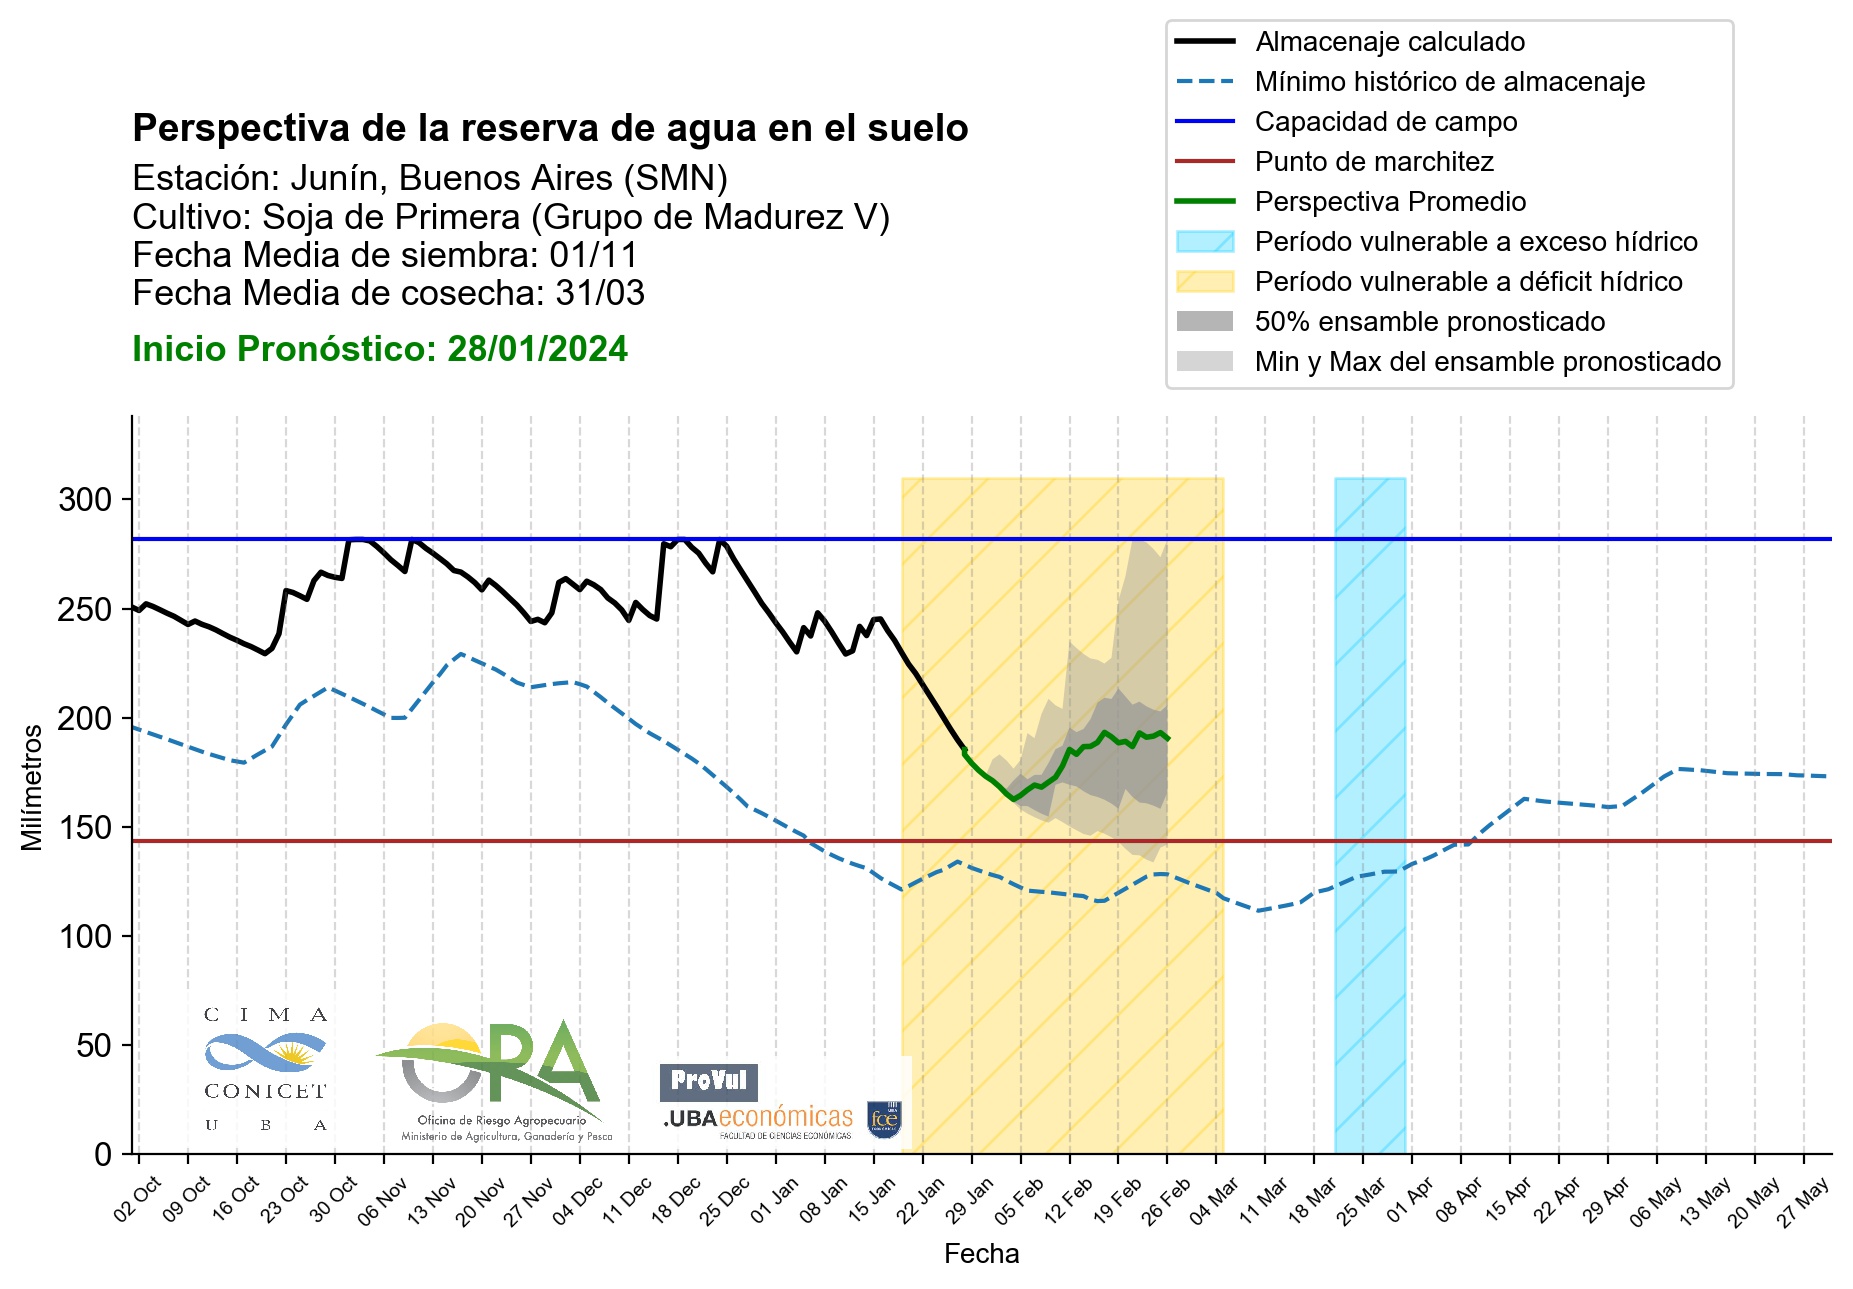 Almacenaje calculado
Mínimo histórico de almacenaje
Capacidad de campo
Punto de marchitez
Perspectiva Promedio
Período vulnerable a exceso hídrico
Período vulnerable a déficit hídrico
50% ensamble pronosticado
Min y Max del ensamble pronosticado
Perspectiva de la reserva de agua en el suelo
Estación: Junín, Buenos Aires (SMN)
Cultivo: Soja de Primera (Grupo de Madurez V)
Fecha Media de siembra: 01/11
Fecha Media de cosecha: 31/03
Inicio Pronóstico: 28/01/2024
Milímetros
300
250
200
150
100
50
0
CIMA
CONICET
UBA
ORA
Oficina de Riesgo Agropecuario
Ministerio de Agricultura, Ganadería y Pesca
ProVul
.UBAeconómicas
FACULTAD DE CIENCIAS ECONÓMICAS
UBA
fce
02 Oct
09 Oct
16 Oct
23 Oct
30 Oct
06 Nov
13 Nov
20 Nov
27 Nov
04 Dec
11 Dec
18 Dec
25 Dec
01 Jan
08 Jan
15 Jan
22 Jan
29 Jan
05 Feb
12 Feb
19 Feb
26 Feb
04 Mar
11 Mar
18 Mar
25 Mar
01 Apr
08 Apr
15 Apr
22 Apr
29 Apr
06 May
13 May
20 May
27 May
Fecha